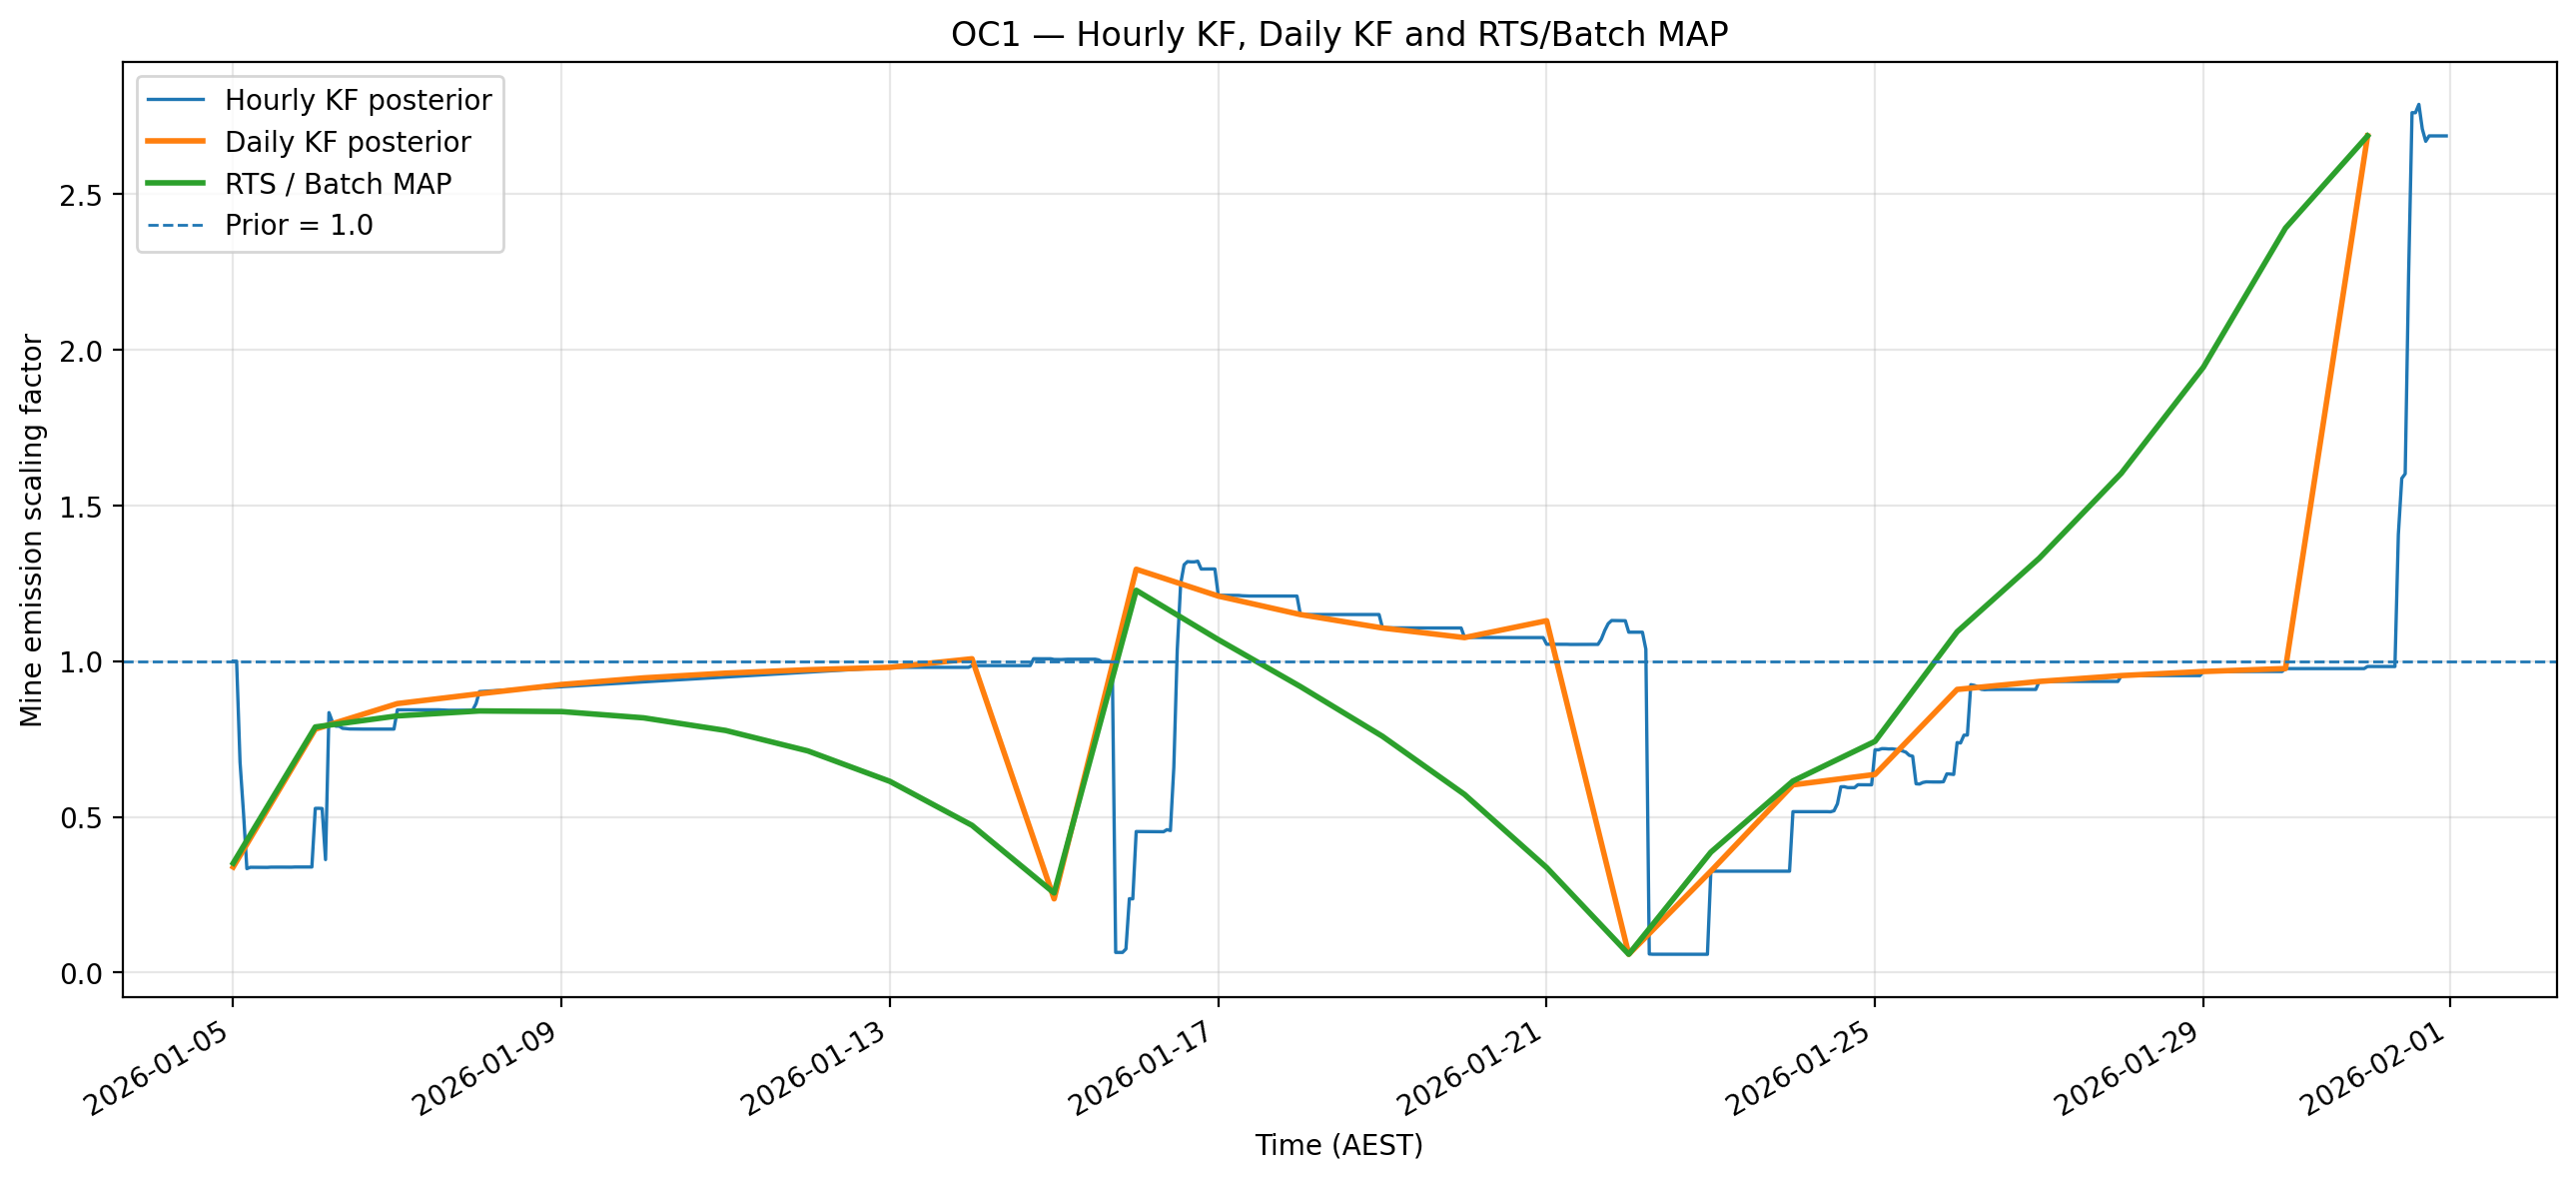 OC1 — Hourly KF, Daily KF and RTS/Batch MAP
Hourly KF posterior
Daily KF posterior
RTS / Batch MAP
Prior = 1.0
Mine emission scaling factor
2.5
2.0
1.5
1.0
0.5
0.0
2026-01-05
2026-01-09
2026-01-13
2026-01-17
2026-01-21
2026-01-25
2026-01-29
2026-02-01
Time (AEST)